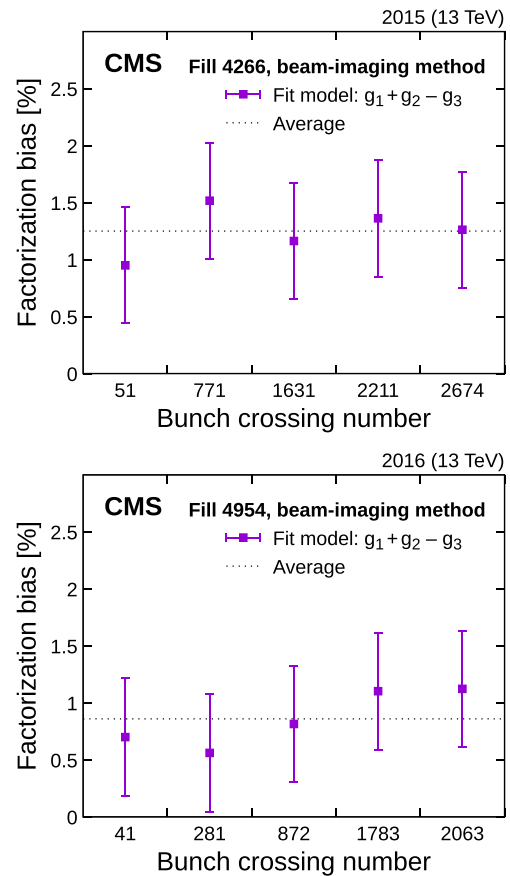 2015 (13 TeV)
CMS
Fill 4266, beam-imaging method
Fit model: g₁+g₂ – g₃
Average
Factorization bias [%]
2.5
2
1.5
1
0.5
0
51 771 1631 2211 2674
Bunch crossing number
2016 (13 TeV)
CMS
Fill 4954, beam-imaging method
Fit model: g₁+g₂ – g₃
Average
Factorization bias [%]
2.5
2
1.5
1
0.5
0
41 281 872 1783 2063
Bunch crossing number